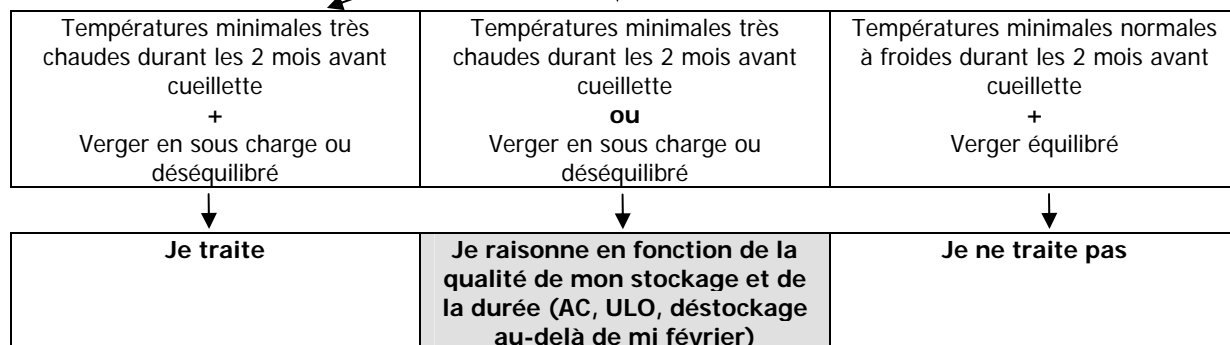 Températures minimales très
chaudes durant les 2 mois avant
cueillette
+
Verger en sous charge ou
déséquilibré
Températures minimales très
chaudes durant les 2 mois avant
cueillette
ou
Verger en sous charge ou
déséquilibré
Températures minimales normales
à froides durant les 2 mois avant
cueillette
+
Verger équilibré
Je traite
Je raisonne en fonction de la
qualité de mon stockage et de
la durée (AC, ULO, déstockage
au-delà de mi février)
Je ne traite pas